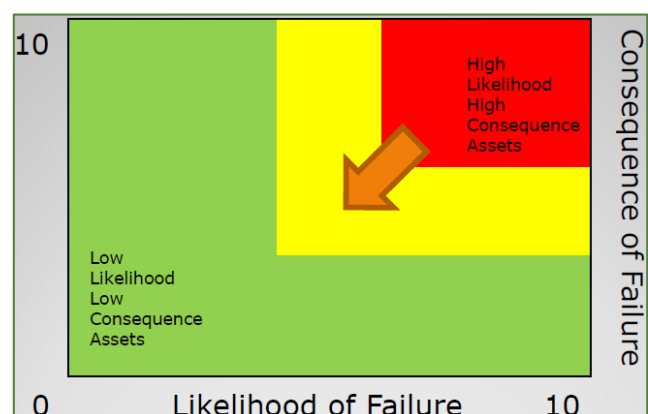 10
High
Likelihood
High
Consequence
Assets
Consequence of Failure
Low
Likelihood
Low
Consequence
Assets
0
Likelihood of Failure
10